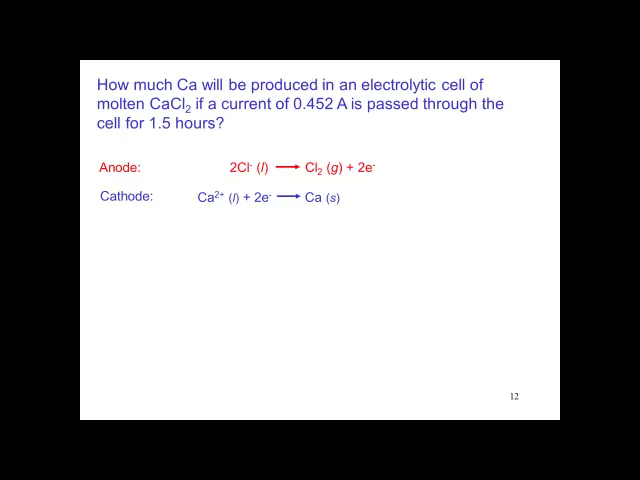 How much Ca will be produced in an electrolytic cell of
molten CaCl₂ if a current of 0.452 A is passed through the
cell for 1.5 hours?
Anode: 2Cl⁻ (l) ⟶ Cl₂ (g) + 2e⁻
Cathode: Ca²⁺ (l) + 2e⁻ ⟶ Ca (s)
12